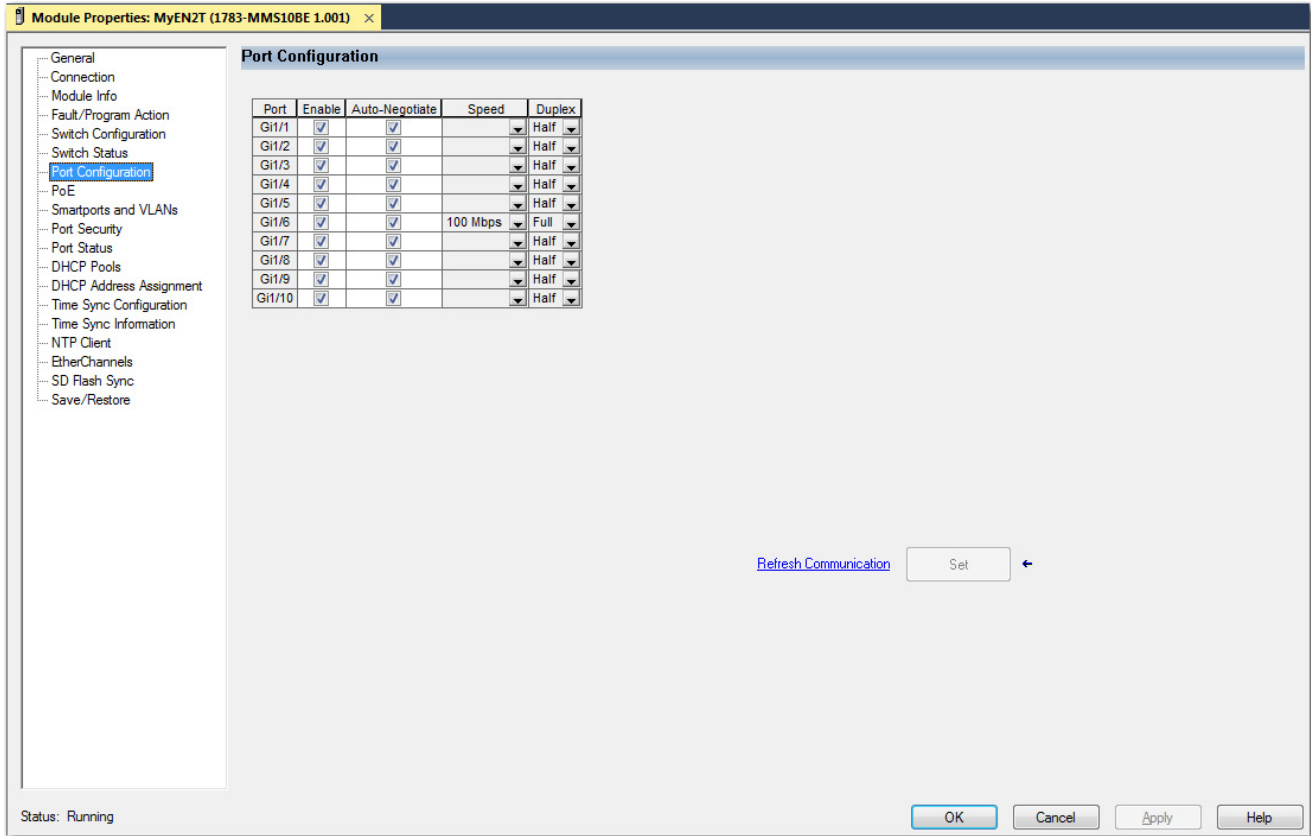 Module Properties: MyEN2T (1783-MMS10BE 1.001) ×
General
Connection
Module Info
Fault/Program Action
Switch Configuration
Switch Status
Port Configuration
PoE
Smartports and VLANs
Port Security
Port Status
DHCP Pools
DHCP Address Assignment
Time Sync Configuration
Time Sync Information
NTP Client
EtherChannels
SD Flash Sync
Save/Restore
Port Configuration
Port Enable Auto-Negotiate Speed Duplex
Gi1/1 Half
Gi1/2 Half
Gi1/3 Half
Gi1/4 Half
Gi1/5 Half
Gi1/6 100 Mbps Full
Gi1/7 Half
Gi1/8 Half
Gi1/9 Half
Gi1/10 Half
Refresh Communication Set ←
Status: Running OK Cancel Apply Help